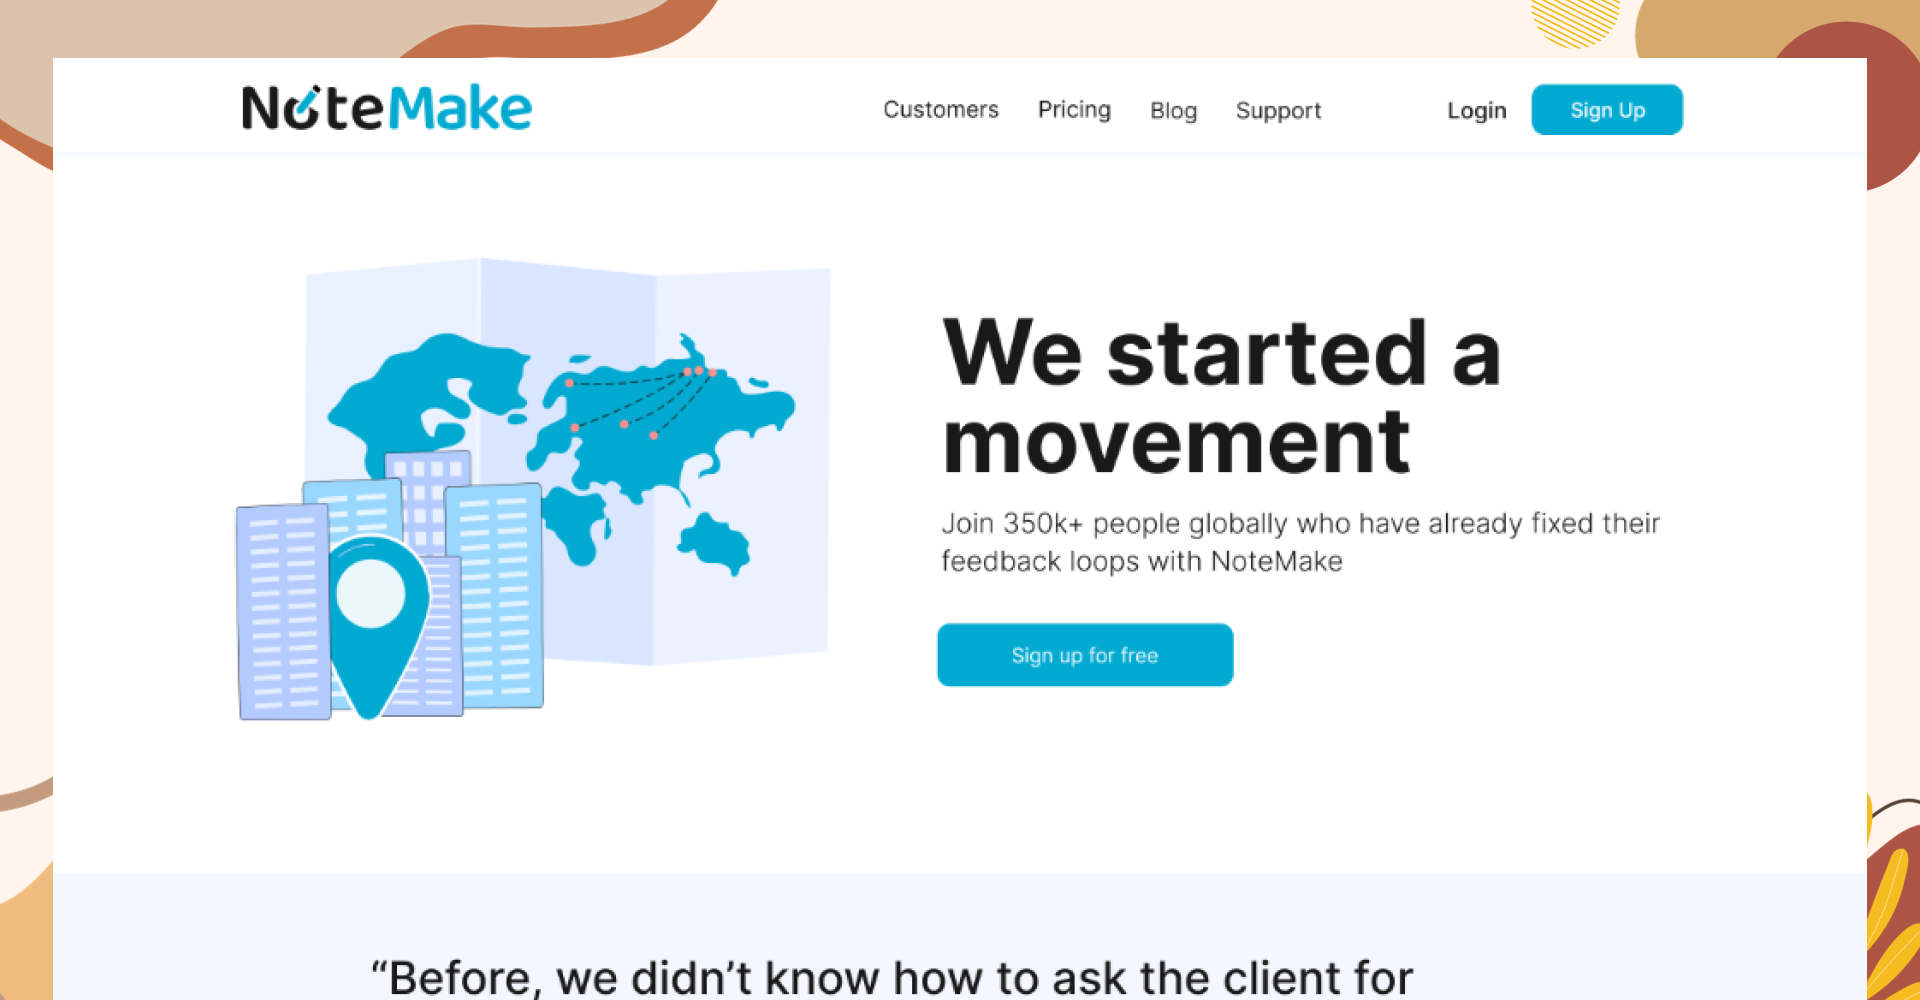 NoteMake
Customers Pricing Blog Support Login Sign Up
We started a
movement
Join 350k+ people globally who have already fixed their
feedback loops with NoteMake
Sign up for free
“Before, we didn’t know how to ask the client for